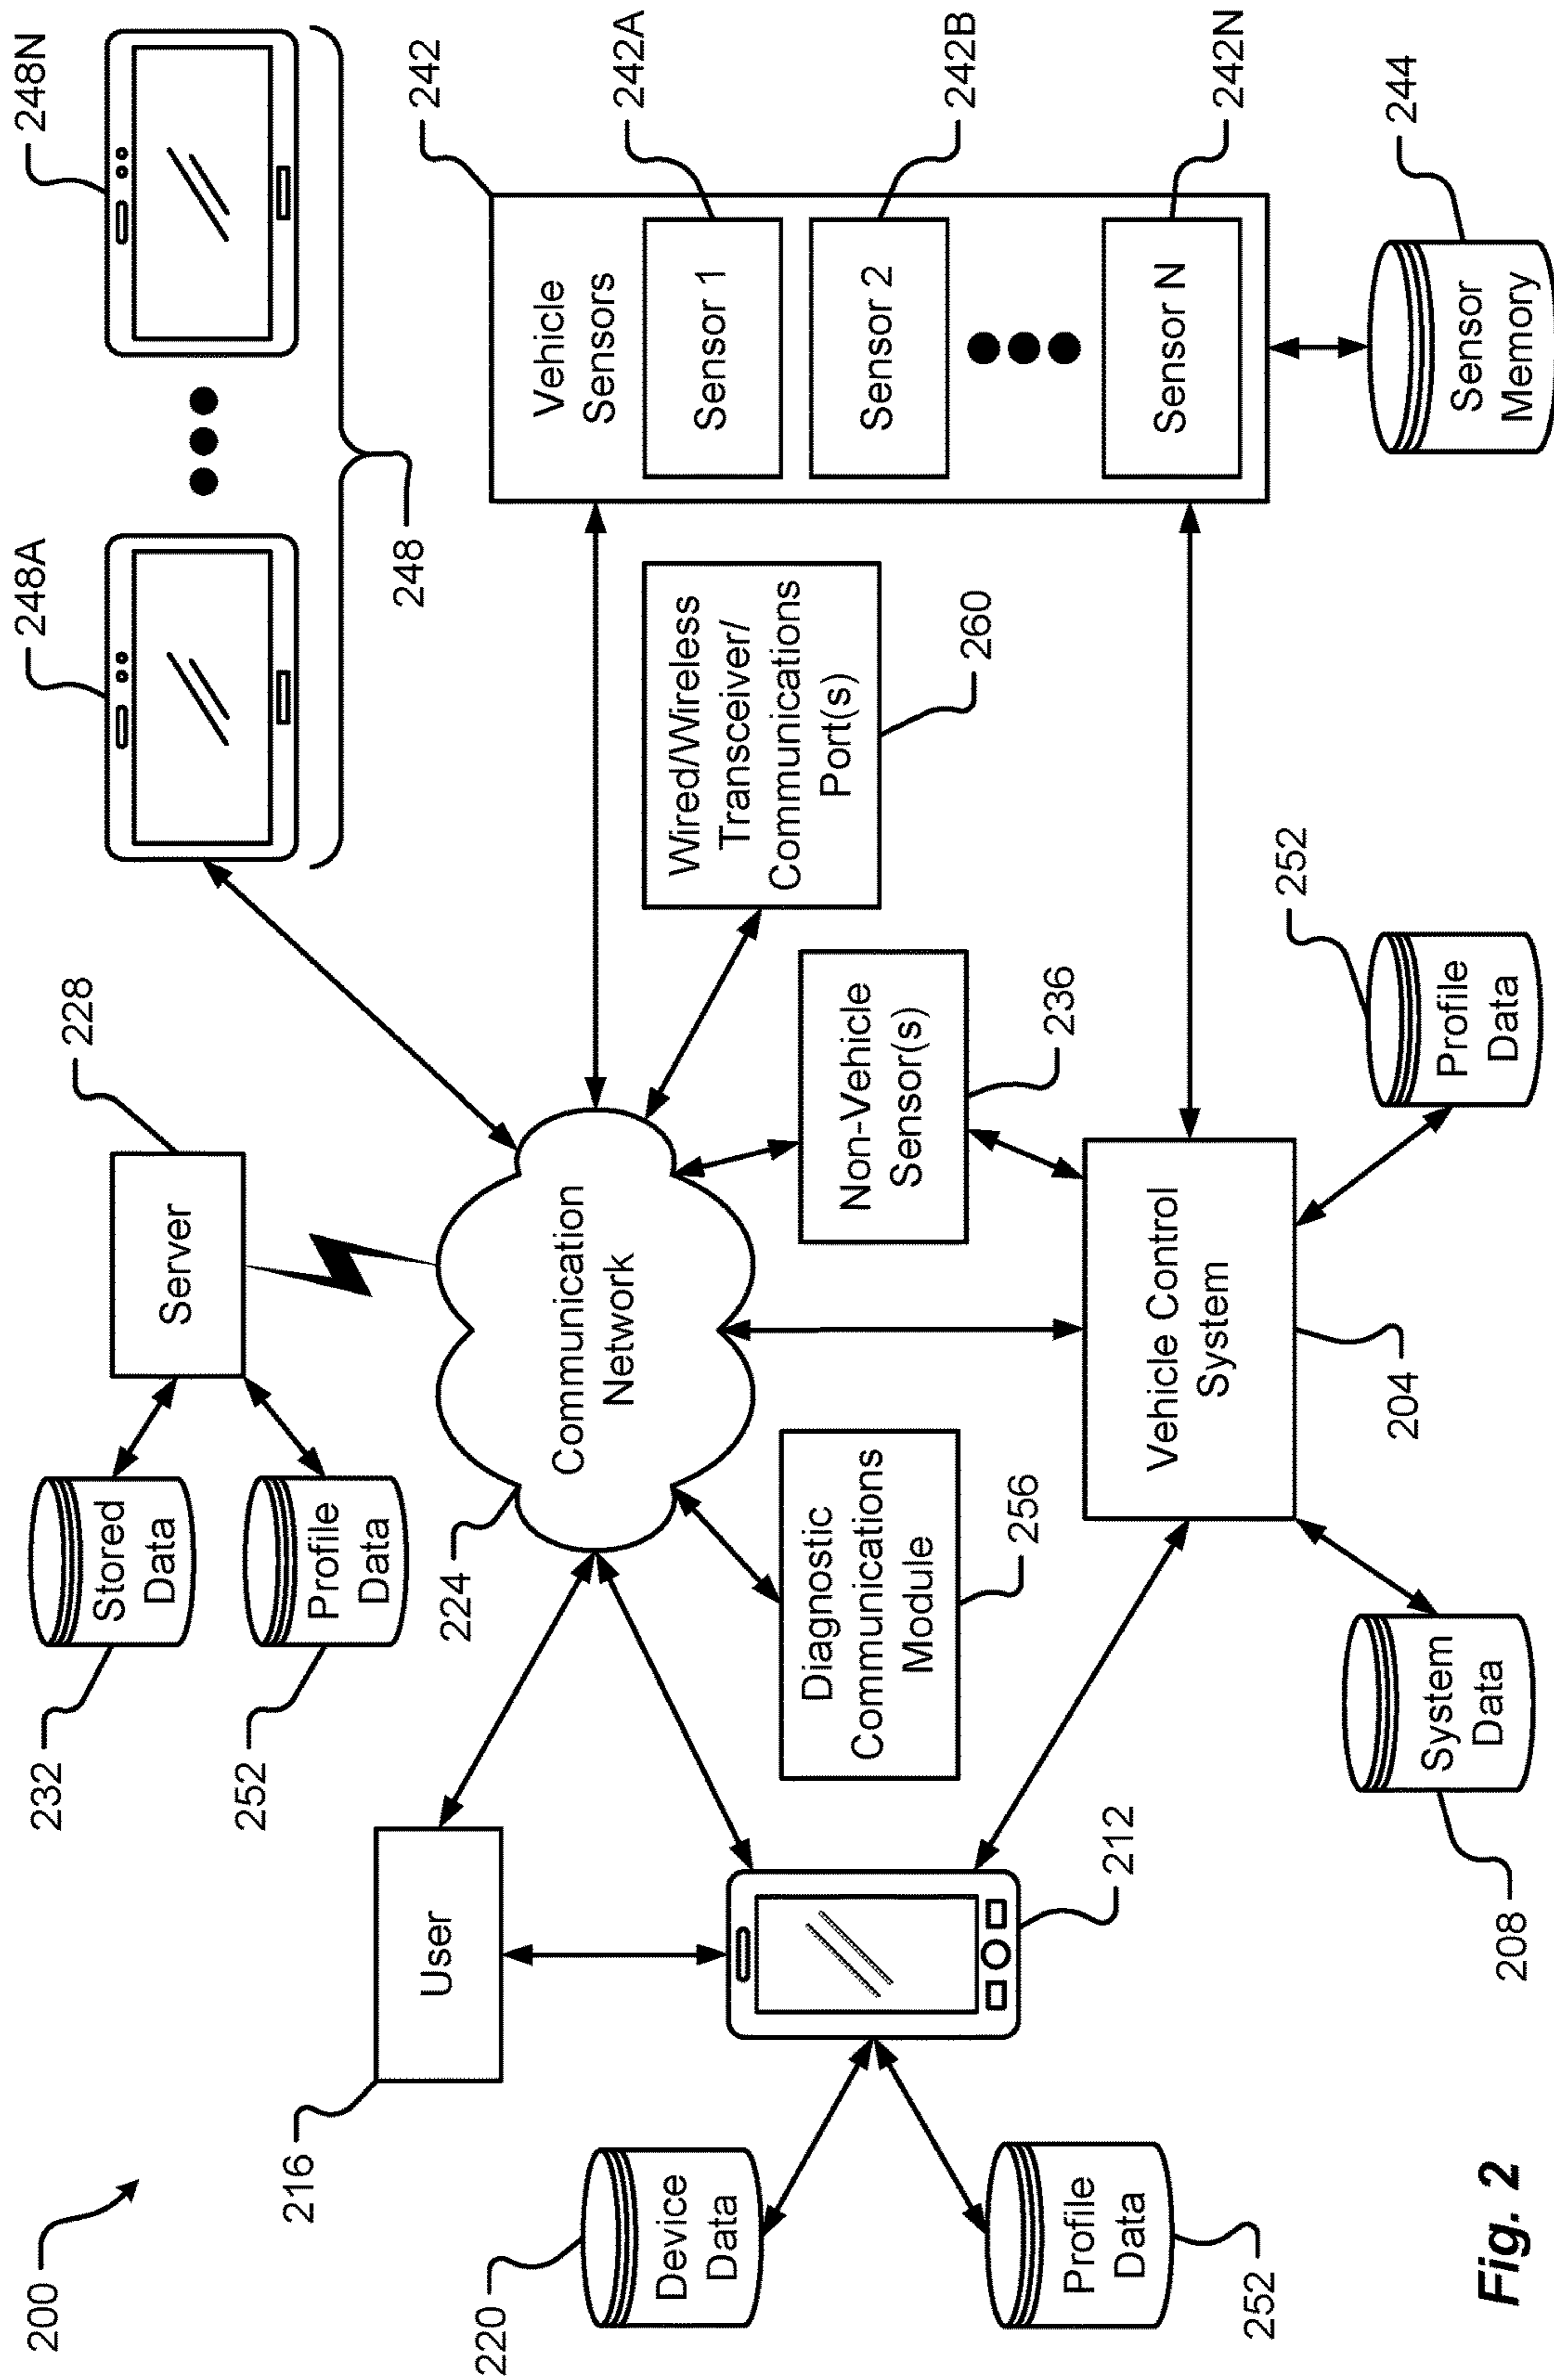 200
216
User
220
Device
Data
Profile
Data
252
212
232
Stored
Data
252
Profile
Data
Server
228
224
Communication
Network
Diagnostic
Communications
Module
256
Non-Vehicle
Sensor(s)
236
Wired/Wireless
Transceiver/
Communications
Port(s)
260
248A
248N
248
242
Vehicle
Sensors
Sensor 1
242A
Sensor 2
242B
Sensor N
242N
Sensor
Memory
244
Vehicle Control
System
204
System
Data
208
Profile
Data
252
Fig. 2